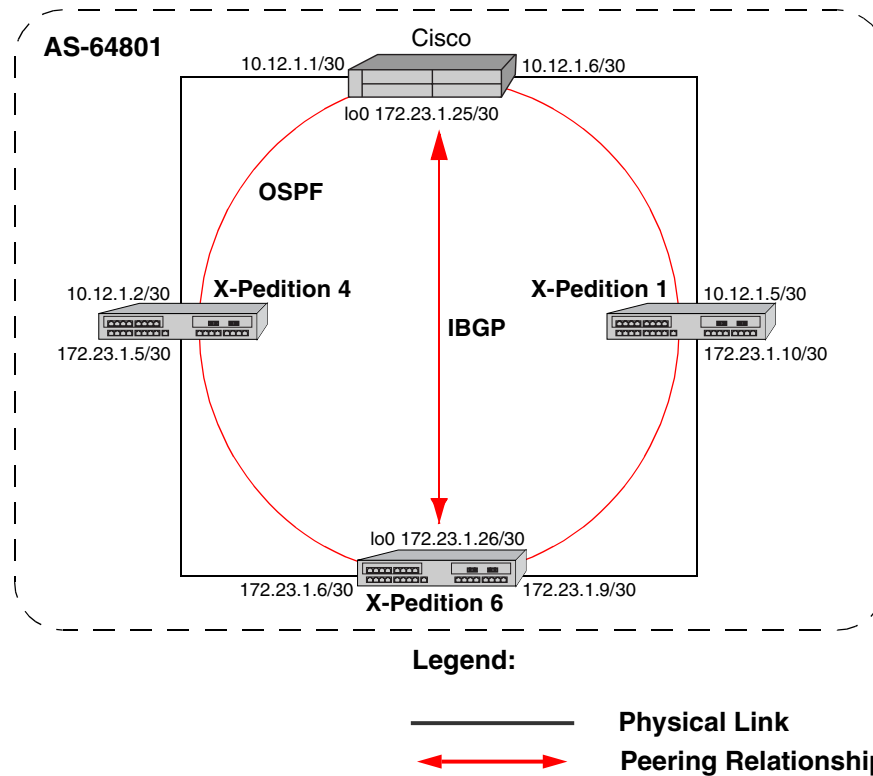 AS-64801
Cisco
10.12.1.1/30
10.12.1.6/30
lo0 172.23.1.25/30
OSPF
10.12.1.2/30
X-Pedition 4
X-Pedition 1
10.12.1.5/30
172.23.1.5/30
IBGP
172.23.1.10/30
lo0 172.23.1.26/30
172.23.1.6/30
172.23.1.9/30
X-Pedition 6
Legend:
Physical Link
Peering Relationship